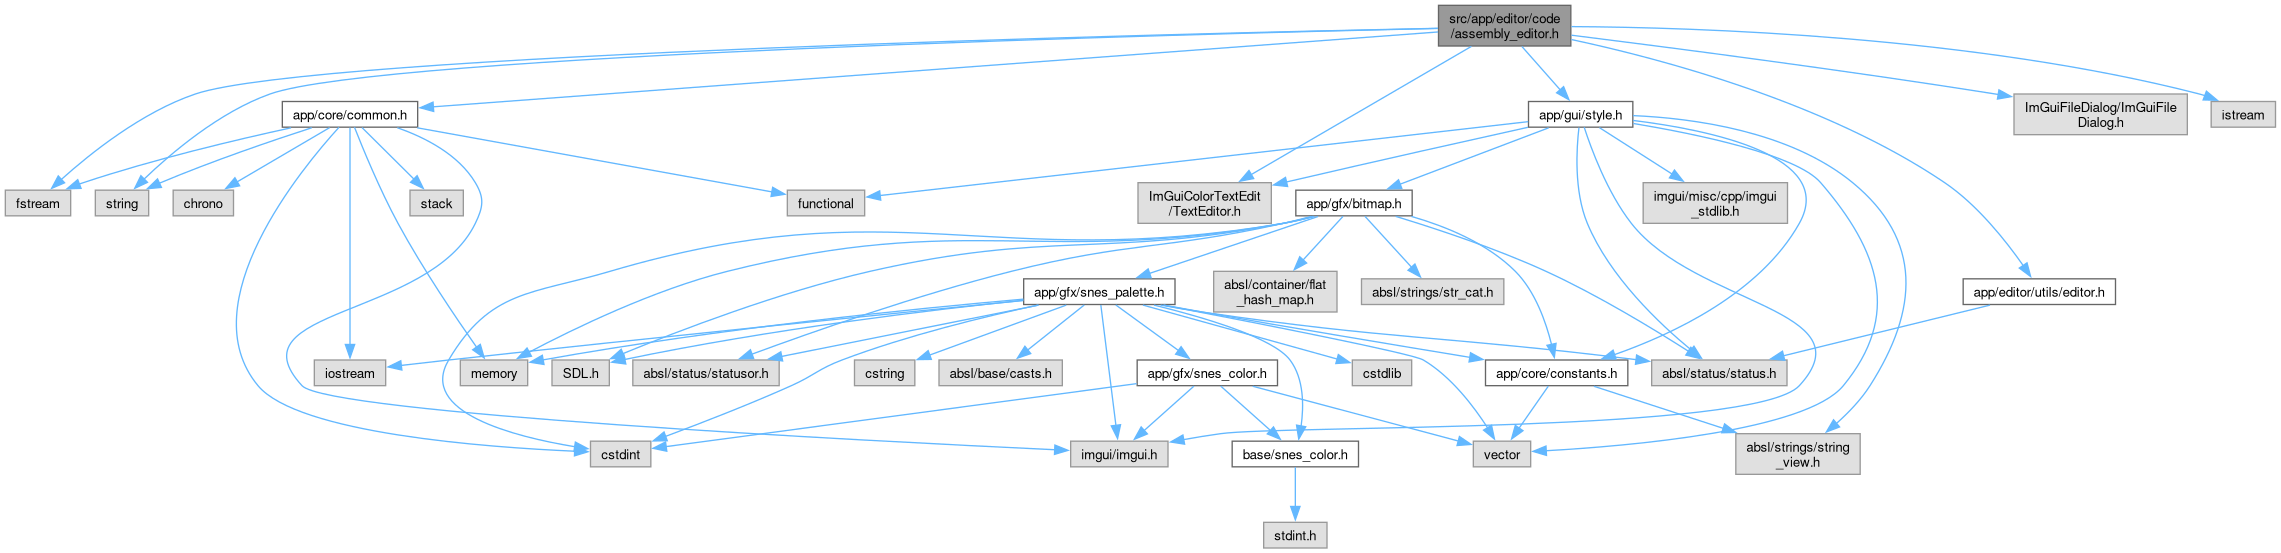 src/app/editor/code
/assembly_editor.h
app/core/common.h
app/gui/style.h
ImGuiFileDialog/ImGuiFile
Dialog.h
istream
fstream
string
chrono
stack
functional
ImGuiColorTextEdit
/TextEditor.h
app/gfx/bitmap.h
imgui/misc/cpp/imgui
_stdlib.h
app/gfx/snes_palette.h
absl/container/flat
_hash_map.h
absl/strings/str_cat.h
app/editor/utils/editor.h
iostream
memory
SDL.h
absl/status/statusor.h
cstring
absl/base/casts.h
app/gfx/snes_color.h
cstdlib
app/core/constants.h
absl/status/status.h
cstdint
imgui/imgui.h
base/snes_color.h
vector
absl/strings/string
_view.h
stdint.h